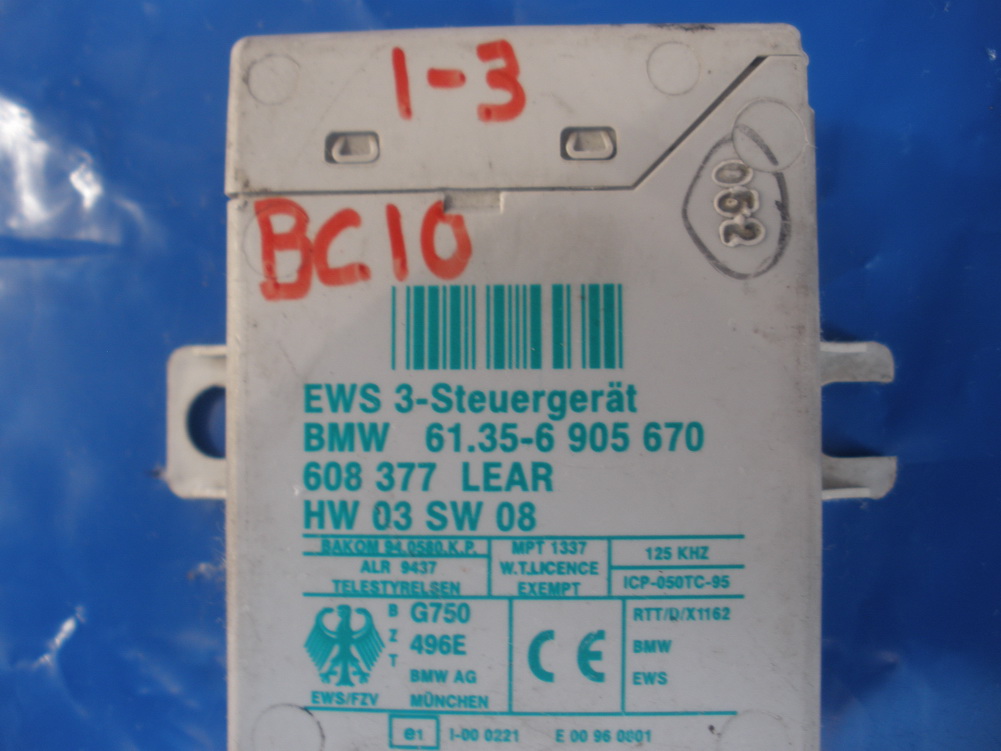 1-3
052
BC10
EWS 3-Steuergerät
BMW 61.35-6 905 670
608 377 LEAR
HW 03 SW 08
BAKOM 94.0580.K.P.
ALR 9437
TELESTYRELSEN
MPT 1337
W.T.LICENCE
EXEMPT
125 KHZ
ICP-050TC-95
BZT
G750
496E
BMW AG
MÜNCHEN
EWS/FZV
CE
RTT/D/X1162
BMW
EWS
e1 I-00 0221 E 00 96 0801